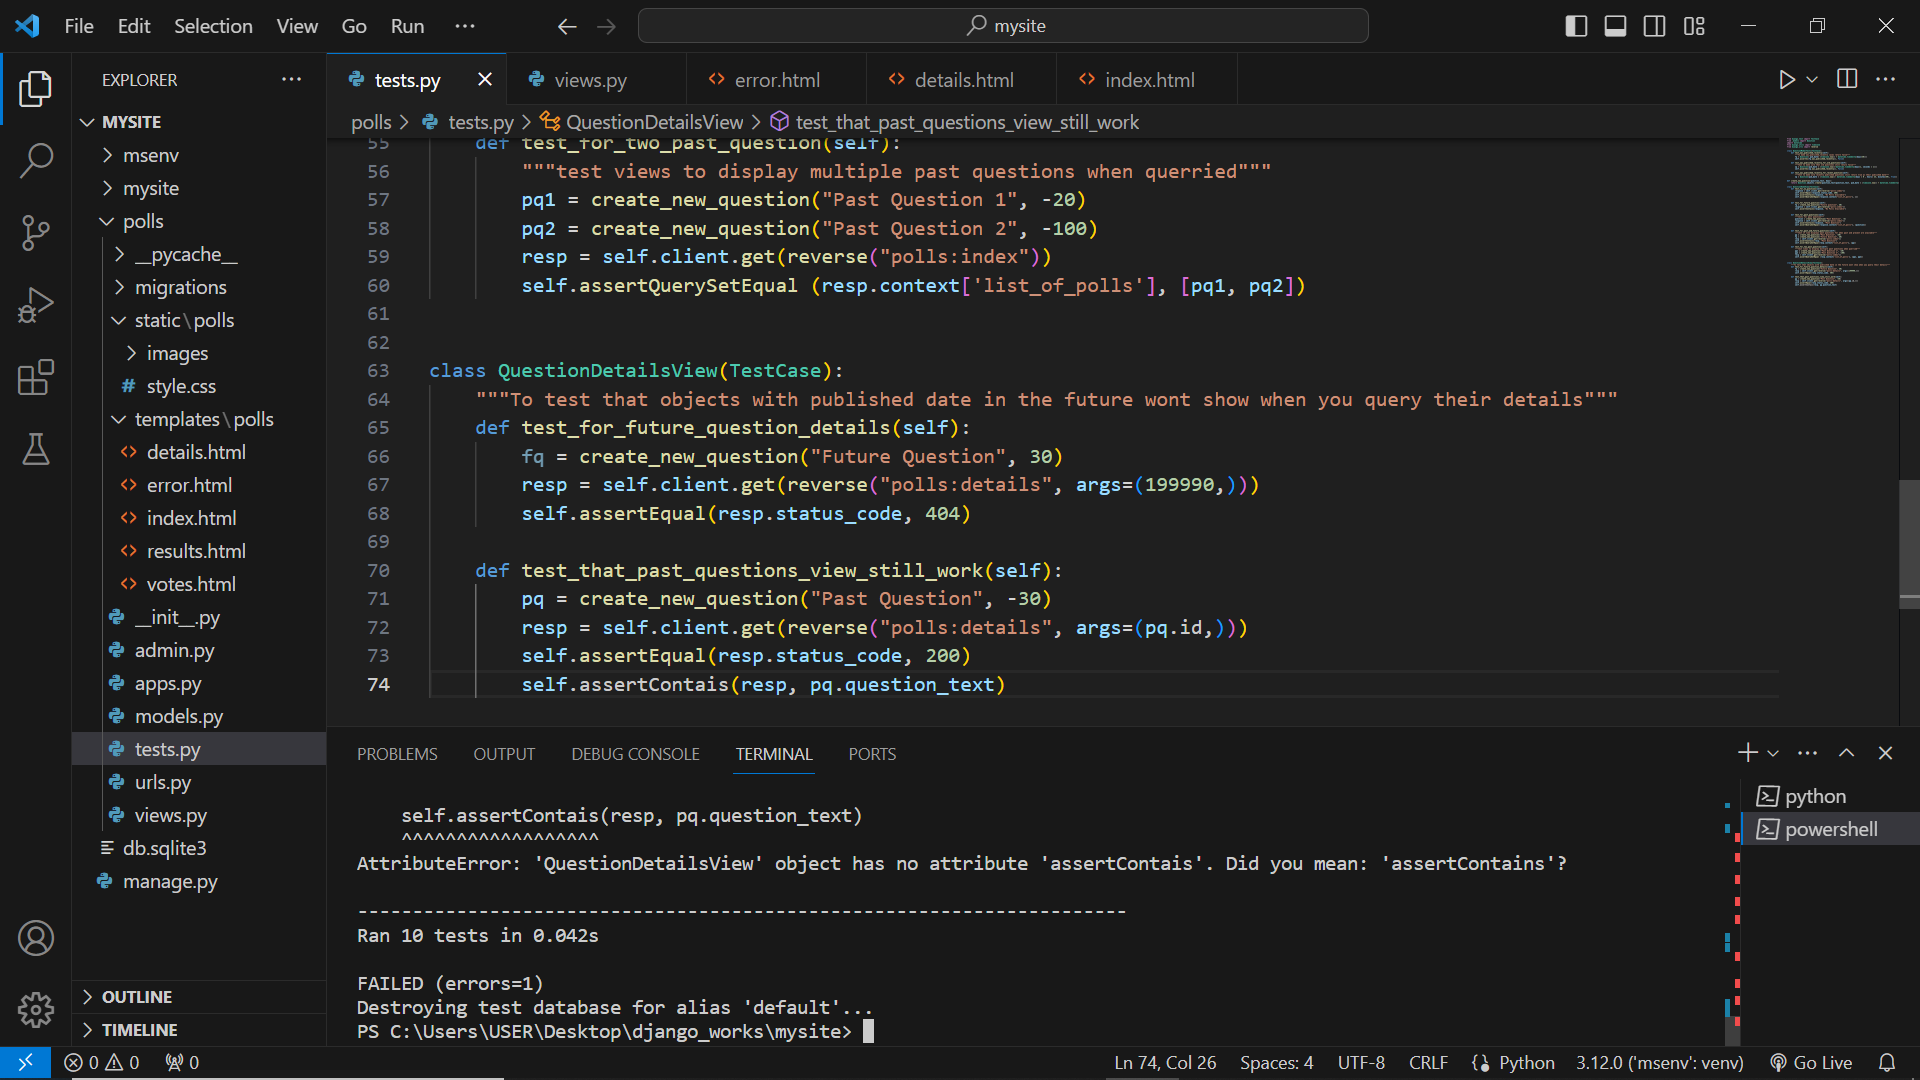 File Edit Selection View Go Run ··· mysite
EXPLORER
MYSITE
msenv
mysite
polls
__pycache__
migrations
static\polls
images
# style.css
templates\polls
<> details.html
<> error.html
<> index.html
<> results.html
<> votes.html
__init__.py
admin.py
apps.py
models.py
tests.py
urls.py
views.py
db.sqlite3
manage.py
OUTLINE
TIMELINE
tests.py views.py <> error.html <> details.html <> index.html
polls > tests.py > QuestionDetailsView > test_that_past_questions_view_still_work
55 def test_for_two_past_question(self):
56 """test views to display multiple past questions when querried"""
57 pq1 = create_new_question("Past Question 1", -20)
58 pq2 = create_new_question("Past Question 2", -100)
59 resp = self.client.get(reverse("polls:index"))
60 self.assertQuerySetEqual (resp.context['list_of_polls'], [pq1, pq2])
61
62
63 class QuestionDetailsView(TestCase):
64 """To test that objects with published date in the future wont show when you query their details"""
65 def test_for_future_question_details(self):
66 fq = create_new_question("Future Question", 30)
67 resp = self.client.get(reverse("polls:details", args=(199990,)))
68 self.assertEqual(resp.status_code, 404)
69
70 def test_that_past_questions_view_still_work(self):
71 pq = create_new_question("Past Question", -30)
72 resp = self.client.get(reverse("polls:details", args=(pq.id,)))
73 self.assertEqual(resp.status_code, 200)
74 self.assertContais(resp, pq.question_text)
PROBLEMS OUTPUT DEBUG CONSOLE TERMINAL PORTS
self.assertContais(resp, pq.question_text)
^^^^^^^^^^^^^^^^^^
AttributeError: 'QuestionDetailsView' object has no attribute 'assertContais'. Did you mean: 'assertContains'?
----------------------------------------------------------------------
Ran 10 tests in 0.042s
FAILED (errors=1)
Destroying test database for alias 'default'...
PS C:\Users\USER\Desktop\django_works\mysite>
python
powershell
0 0 0 Ln 74, Col 26 Spaces: 4 UTF-8 CRLF Python 3.12.0 ('msenv': venv) Go Live